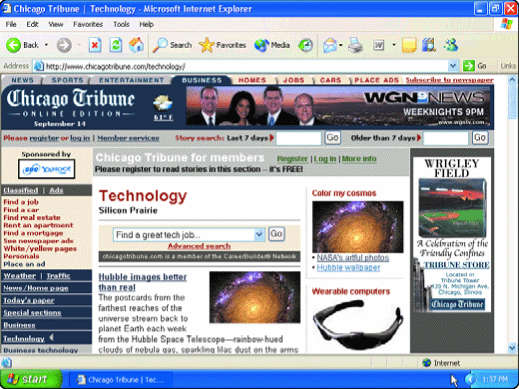 Chicago Tribune | Technology - Microsoft Internet Explorer
File Edit View Favorites Tools Help
Back Search Favorites Media
Address http://www.chicagotribune.com/technology/ Go Links
NEWS SPORTS ENTERTAINMENT BUSINESS HOMES JOBS CARS PLACE ADS Subscribe to newspaper
Chicago Tribune
ONLINE EDITION
September 14
61° F
WGN 9 NEWS
WEEKNIGHTS 9PM
www.wgntv.com
Please register or log in | Member services Story search: Last 7 days Go Older than 7 days Go
Sponsored by
YAHOO!
Classified | Ads
Find a job
Find a car
Find real estate
Rent an apartment
Find a mortgage
See newspaper ads
White/yellow pages
Personals
Place an ad
Weather | Traffic
News/Home page
Today's paper
Special sections
Business
Technology
Business technology
Chicago Tribune for members Register | Log in | More info
Please register to read stories in this section -- it's FREE!
Technology
Silicon Prairie
Find a great tech job... Go
Advanced search
chicagotribune.com is a member of the CareerBuilder Network
Hubble images better
than real
The postcards from the
farthest reaches of the
universe stream back to
planet Earth each week
from the Hubble Space Telescope—rainbow-hued
clouds of nebula gas, sparkling lilac dust on the arms
Color my cosmos
NASA's artful photos
Hubble wallpaper
Wearable computers
WRIGLEY
FIELD
A Celebration of the
Friendly Confines
TRIBUNE STORE
Located in
Tribune Tower
435 N. Michigan Ave.
Chicago, Illinois
Chicago Tribune
Internet
start
Chicago Tribune | Tec...
1:37 PM